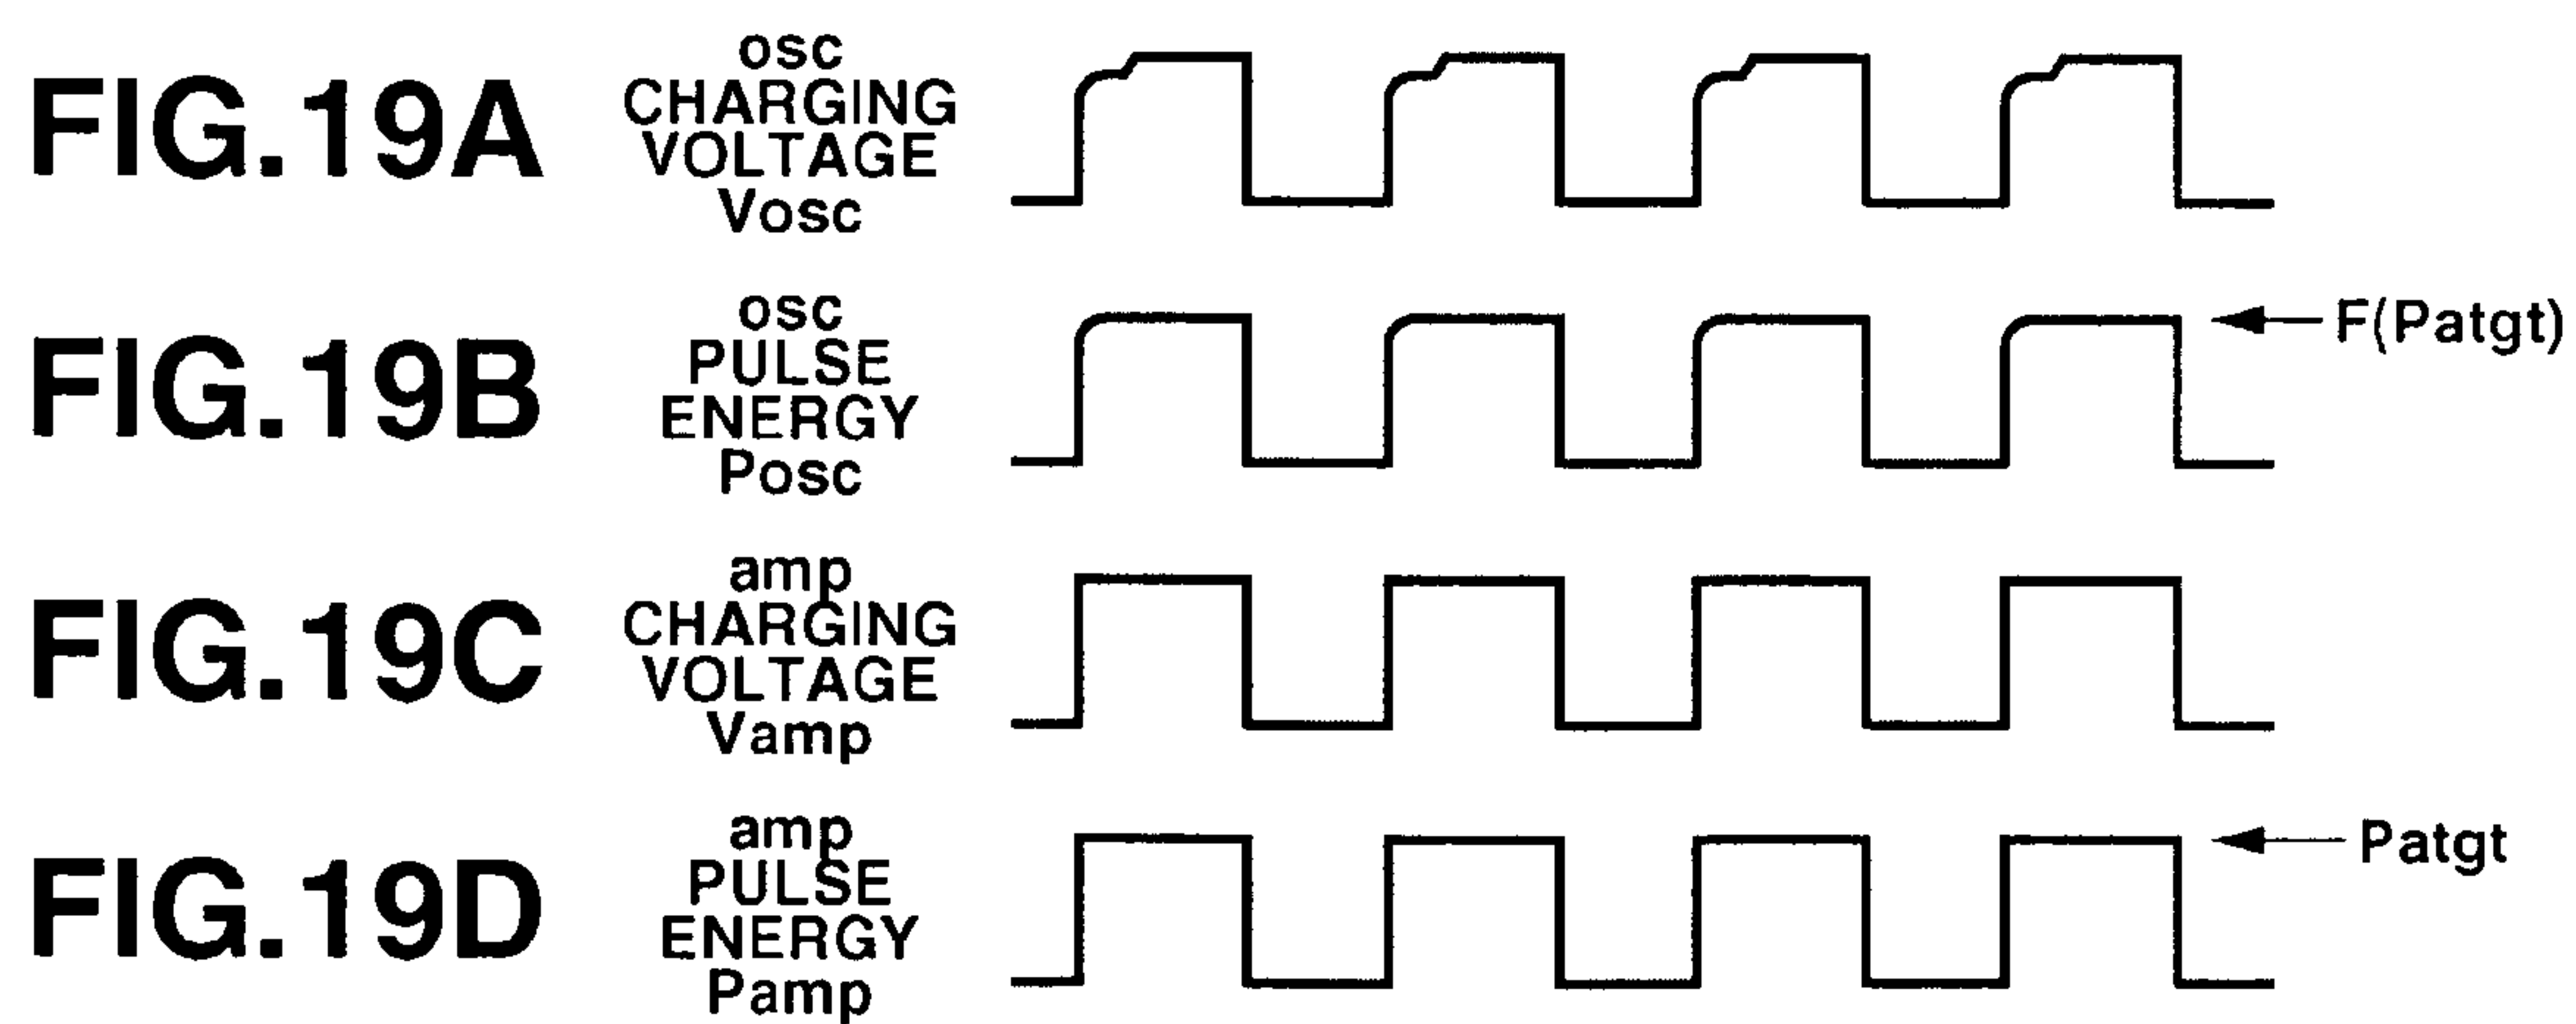 FIG.19A
osc
CHARGING
VOLTAGE
Vosc
FIG.19B
osc
PULSE
ENERGY
Posc
F(Patgt)
FIG.19C
amp
CHARGING
VOLTAGE
Vamp
FIG.19D
amp
PULSE
ENERGY
Pamp
Patgt